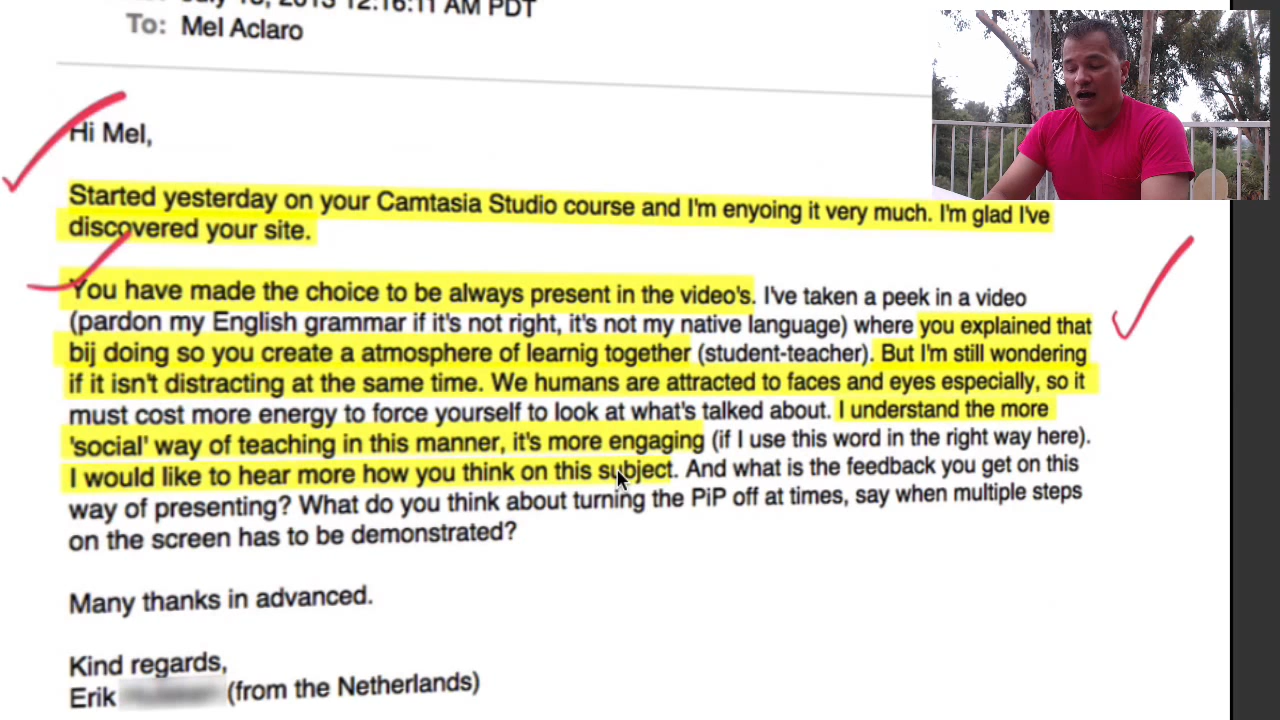 July 2013 12:16:11 AM PDT
To: Mel Aclaro
Hi Mel,
Started yesterday on your Camtasia Studio course and I'm enyoing it very much. I'm glad I've
discovered your site.
You have made the choice to be always present in the video's. I've taken a peek in a video
(pardon my English grammar if it's not right, it's not my native language) where you explained that
bij doing so you create a atmosphere of learnig together (student-teacher). But I'm still wondering
if it isn't distracting at the same time. We humans are attracted to faces and eyes especially, so it
must cost more energy to force yourself to look at what's talked about. I understand the more
'social' way of teaching in this manner, it's more engaging (if I use this word in the right way here).
I would like to hear more how you think on this subject. And what is the feedback you get on this
way of presenting? What do you think about turning the PiP off at times, say when multiple steps
on the screen has to be demonstrated?
Many thanks in advanced.
Kind regards,
Erik (from the Netherlands)